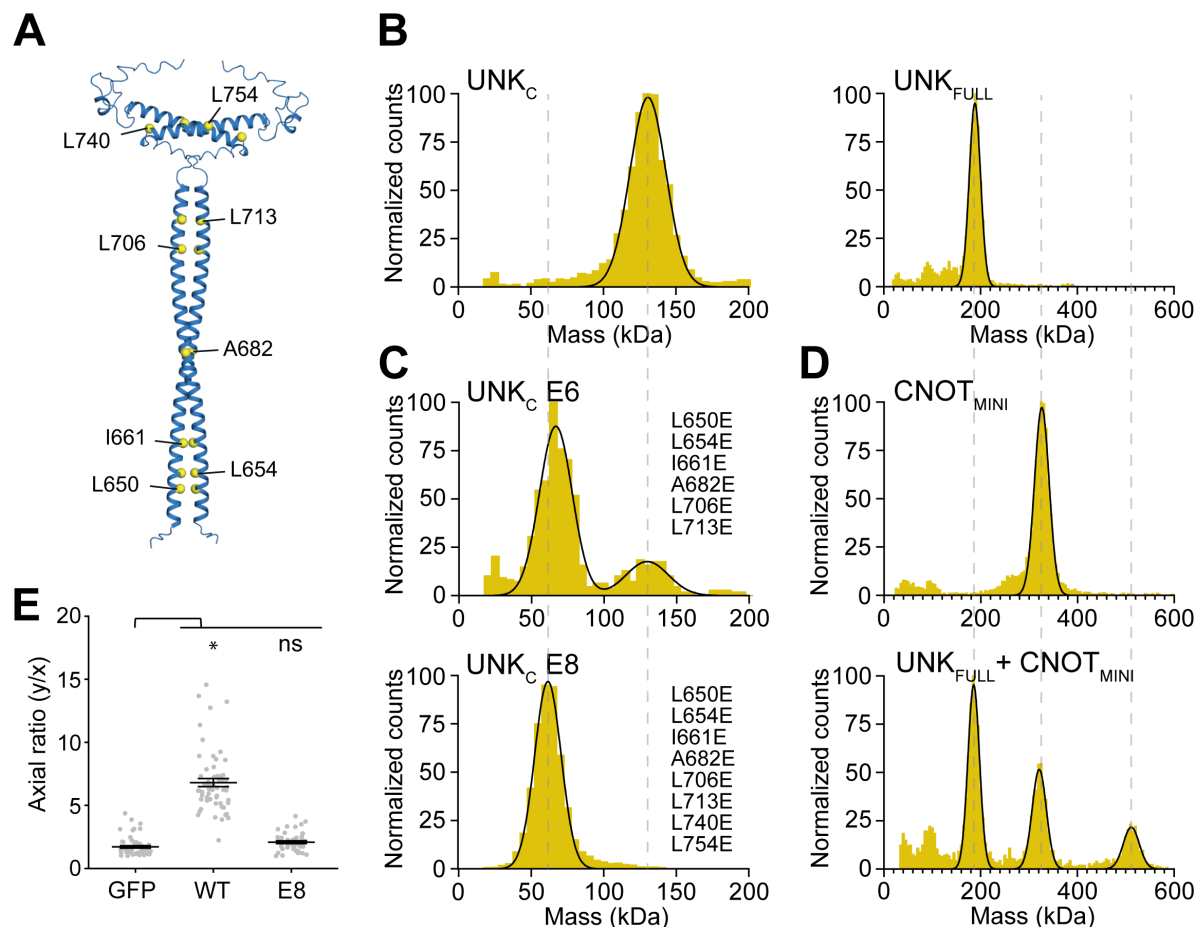 A
L754
L740
L713
L706
A682
I661
L654
L650
B
UNKC
100
75
50
25
0
Normalized counts
0 50 100 150 200
Mass (kDa)
UNKFULL
100
75
50
25
0
Normalized counts
0 200 400 600
Mass (kDa)
C
UNKC E6
100
75
50
25
0
Normalized counts
0 50 100 150 200
L650E
L654E
I661E
A682E
L706E
L713E
D
CNOTMINI
100
75
50
25
0
Normalized counts
0 200 400 600
UNKC E8
100
75
50
25
0
Normalized counts
0 50 100 150 200
Mass (kDa)
L650E
L654E
I661E
A682E
L706E
L713E
L740E
L754E
UNKFULL + CNOTMINI
100
75
50
25
0
Normalized counts
0 200 400 600
Mass (kDa)
E
20
15
10
5
0
Axial ratio (y/x)
* ns
GFP WT E8